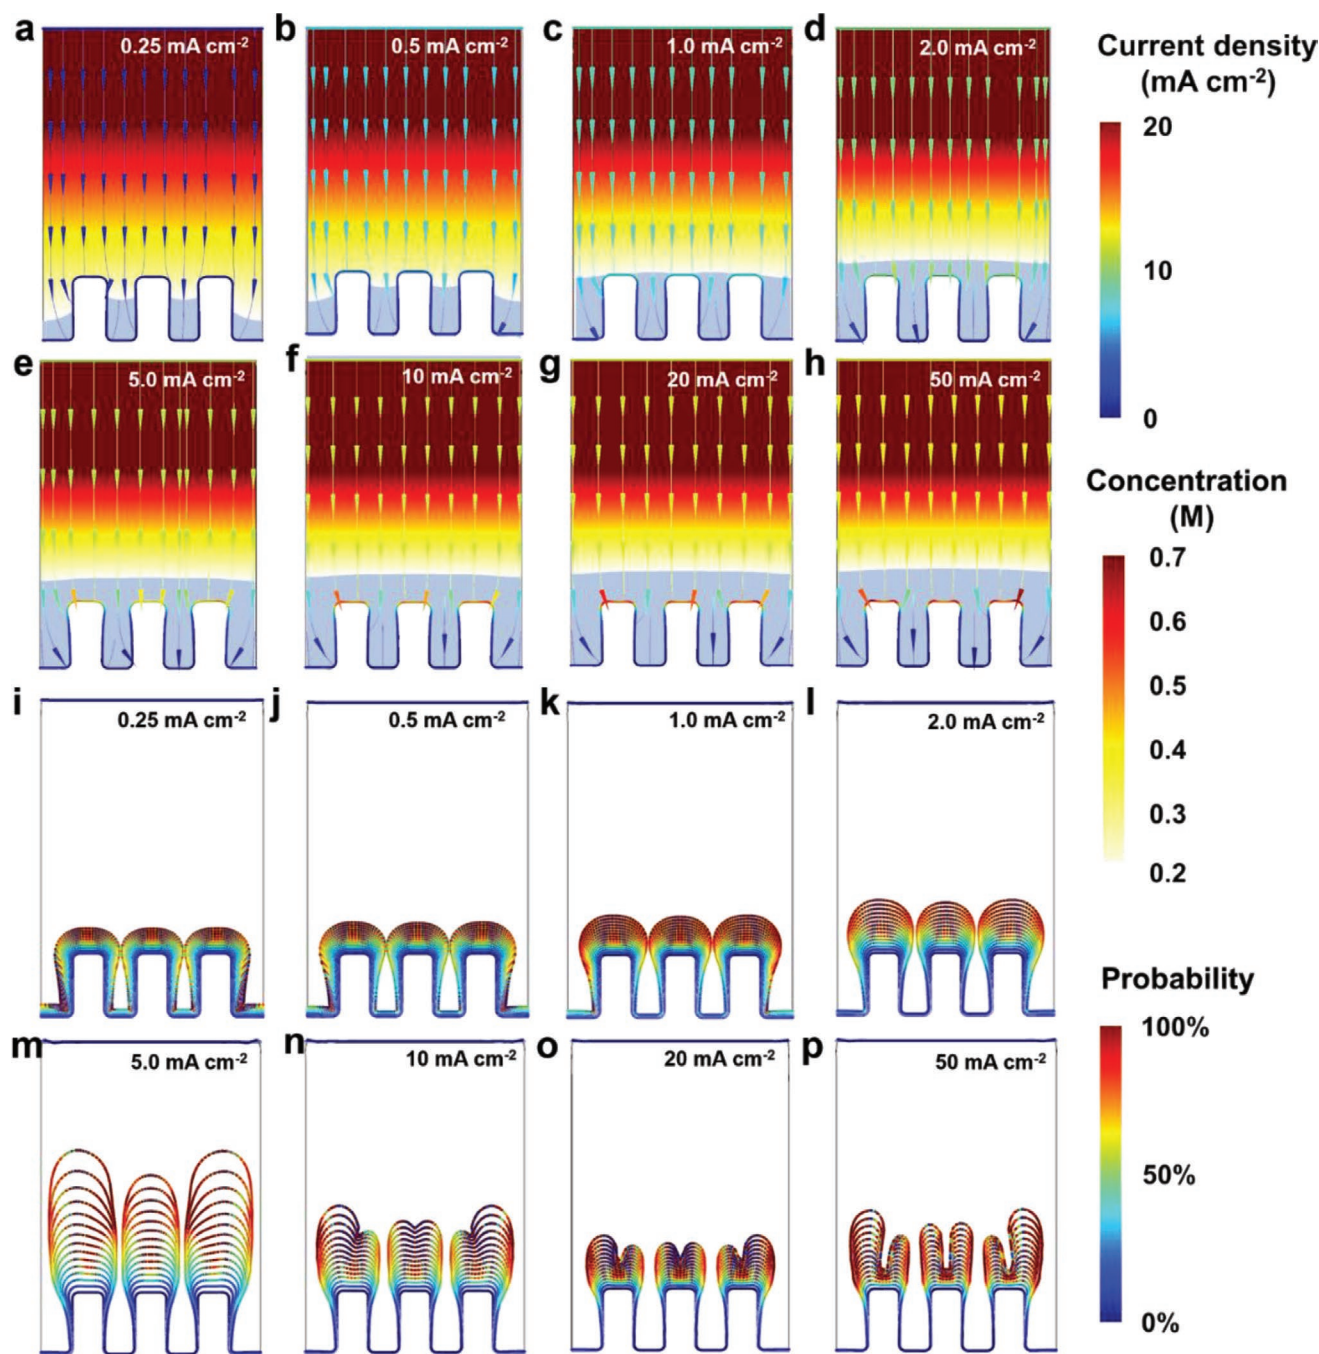 a
0.25 mA cm-2
b
0.5 mA cm-2
c
1.0 mA cm-2
d
2.0 mA cm-2
Current density
(mA cm-2)
20
10
0
e
5.0 mA cm-2
f
10 mA cm-2
g
20 mA cm-2
h
50 mA cm-2
Concentration
(M)
0.7
0.6
0.5
0.4
0.3
0.2
i
0.25 mA cm-2
j
0.5 mA cm-2
k
1.0 mA cm-2
l
2.0 mA cm-2
m
5.0 mA cm-2
n
10 mA cm-2
o
20 mA cm-2
p
50 mA cm-2
Probability
100%
50%
0%